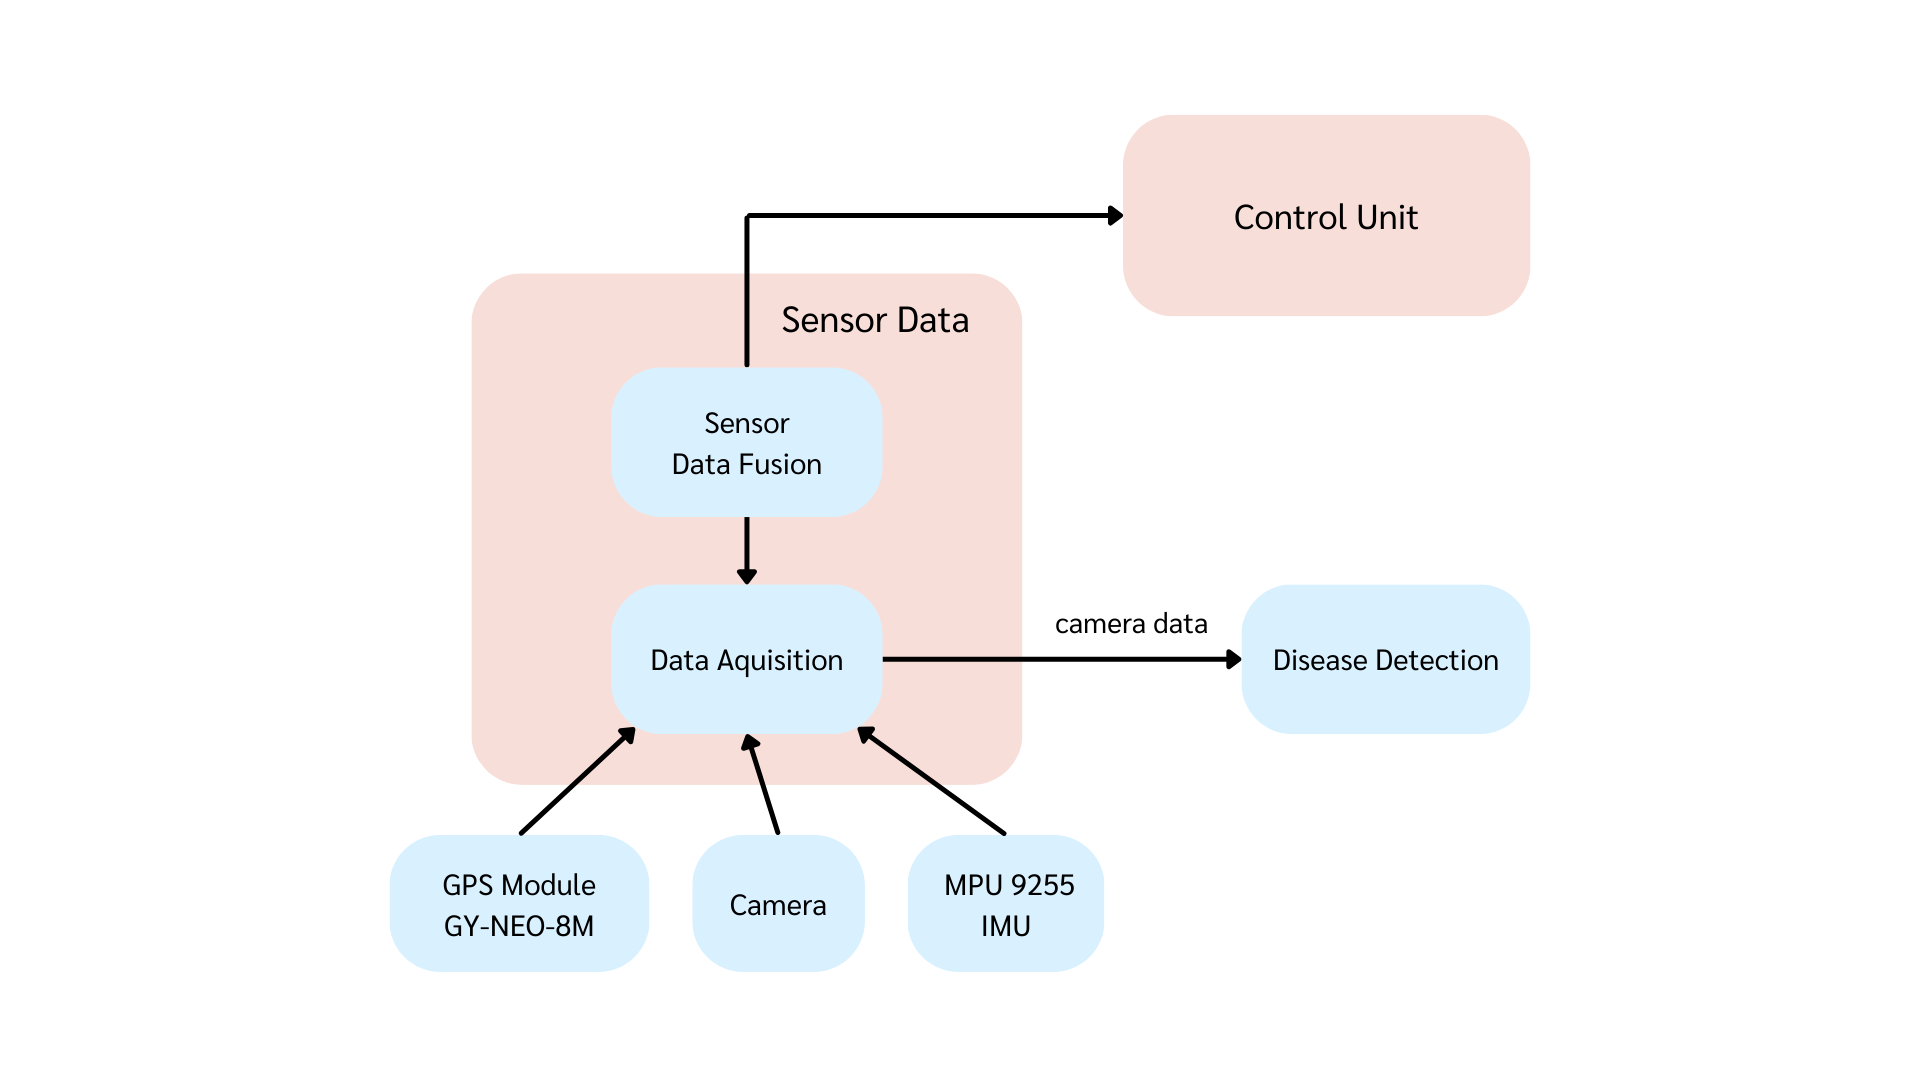 Control Unit
Sensor Data
Sensor
Data Fusion
camera data
Data Aquisition
Disease Detection
GPS Module
GY-NEO-8M
Camera
MPU 9255
IMU